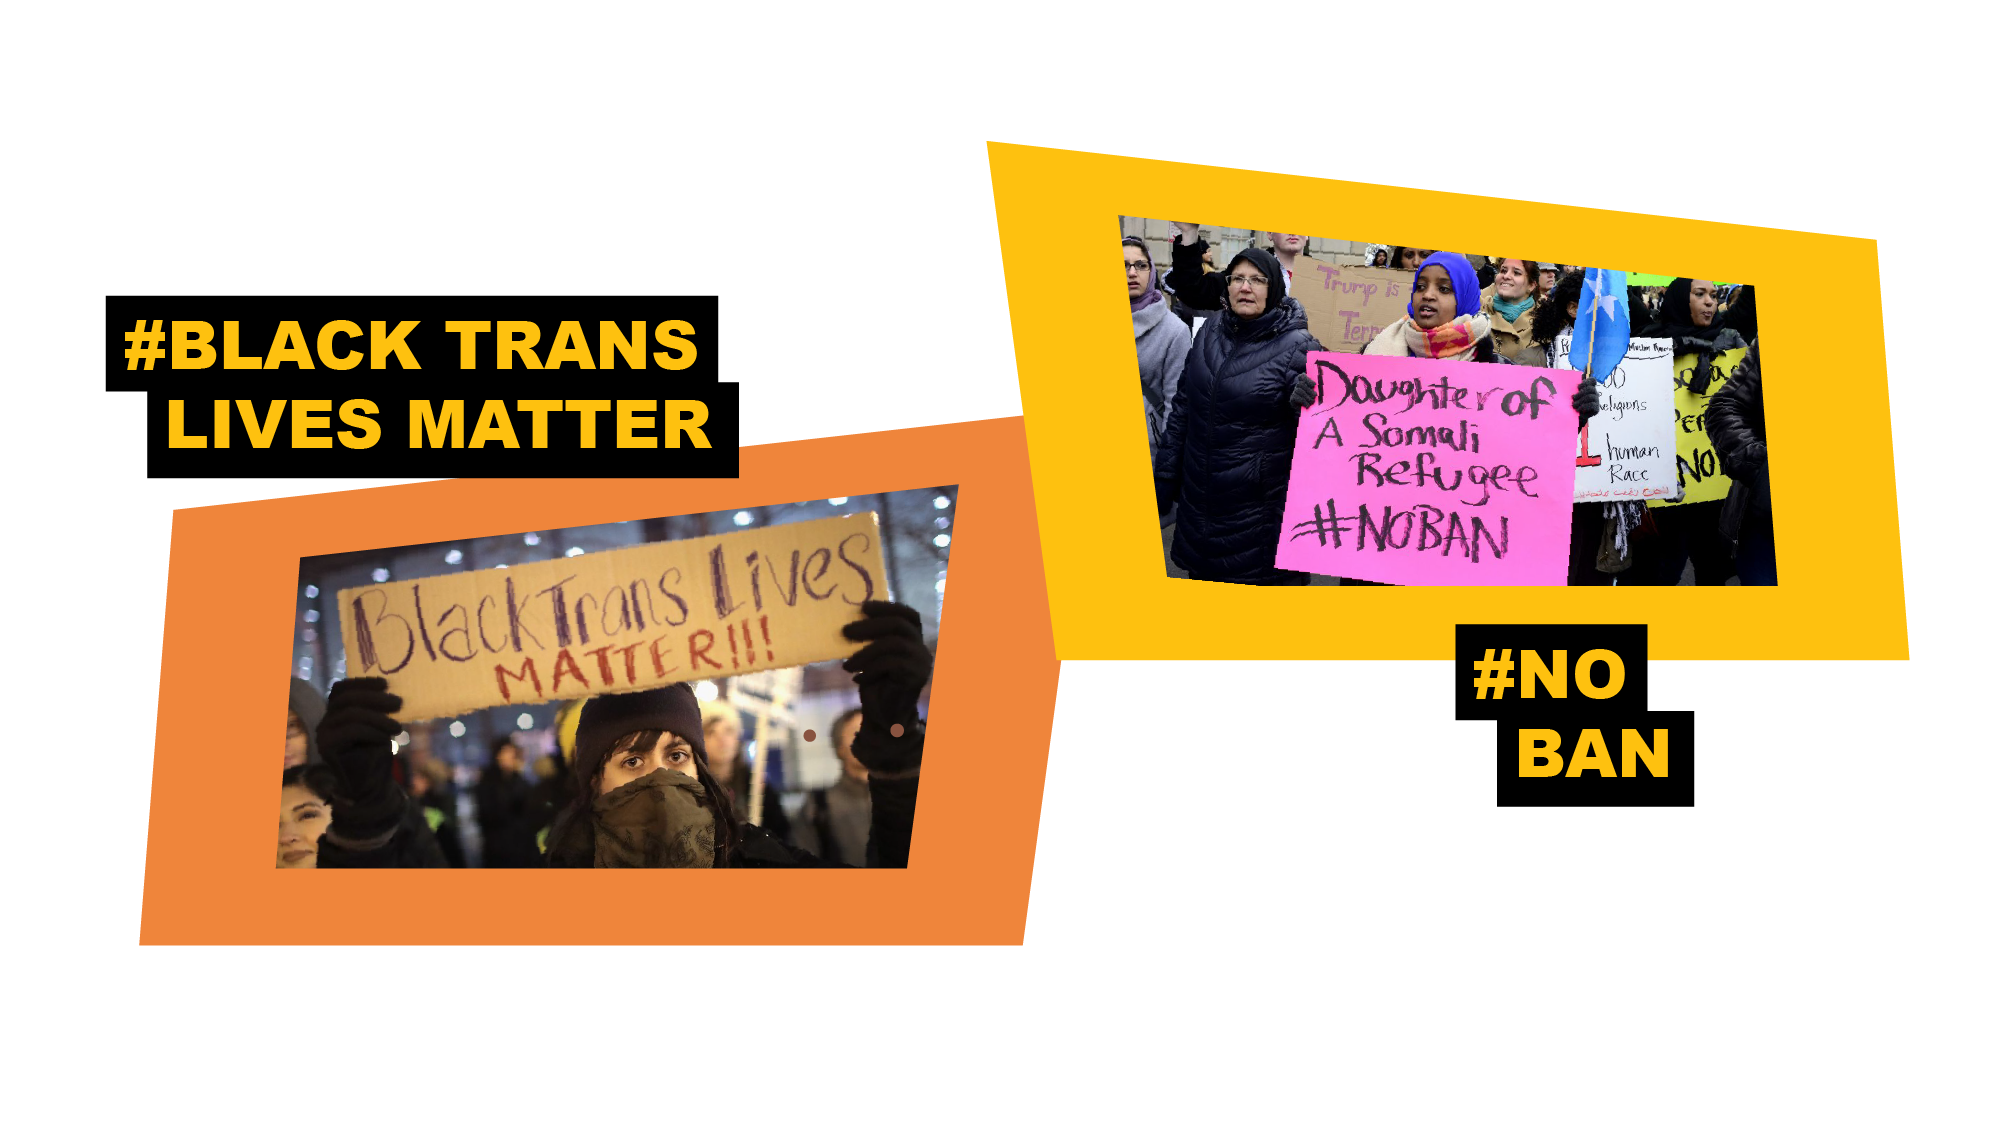 #BLACK TRANS
LIVES MATTER
Black Trans Lives
MATTER!!!
Trump is
Daughter of
A Somali
Refugee
#NOBAN
human
Race
#NO
BAN